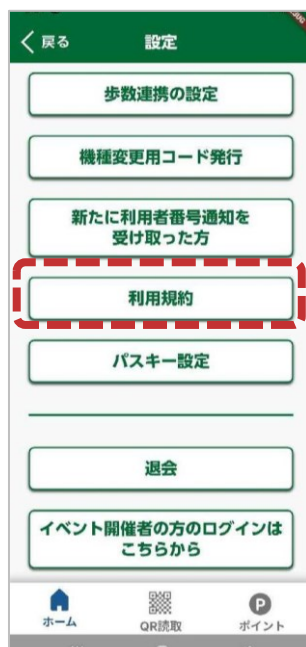 戻る
設定
歩数連携の設定
機種変更用コード発行
新たに利用者番号通知を
受け取った方
利用規約
パスキー設定
退会
イベント開催者の方のログインは
こちらから
ホーム
QR読取
P
ポイント